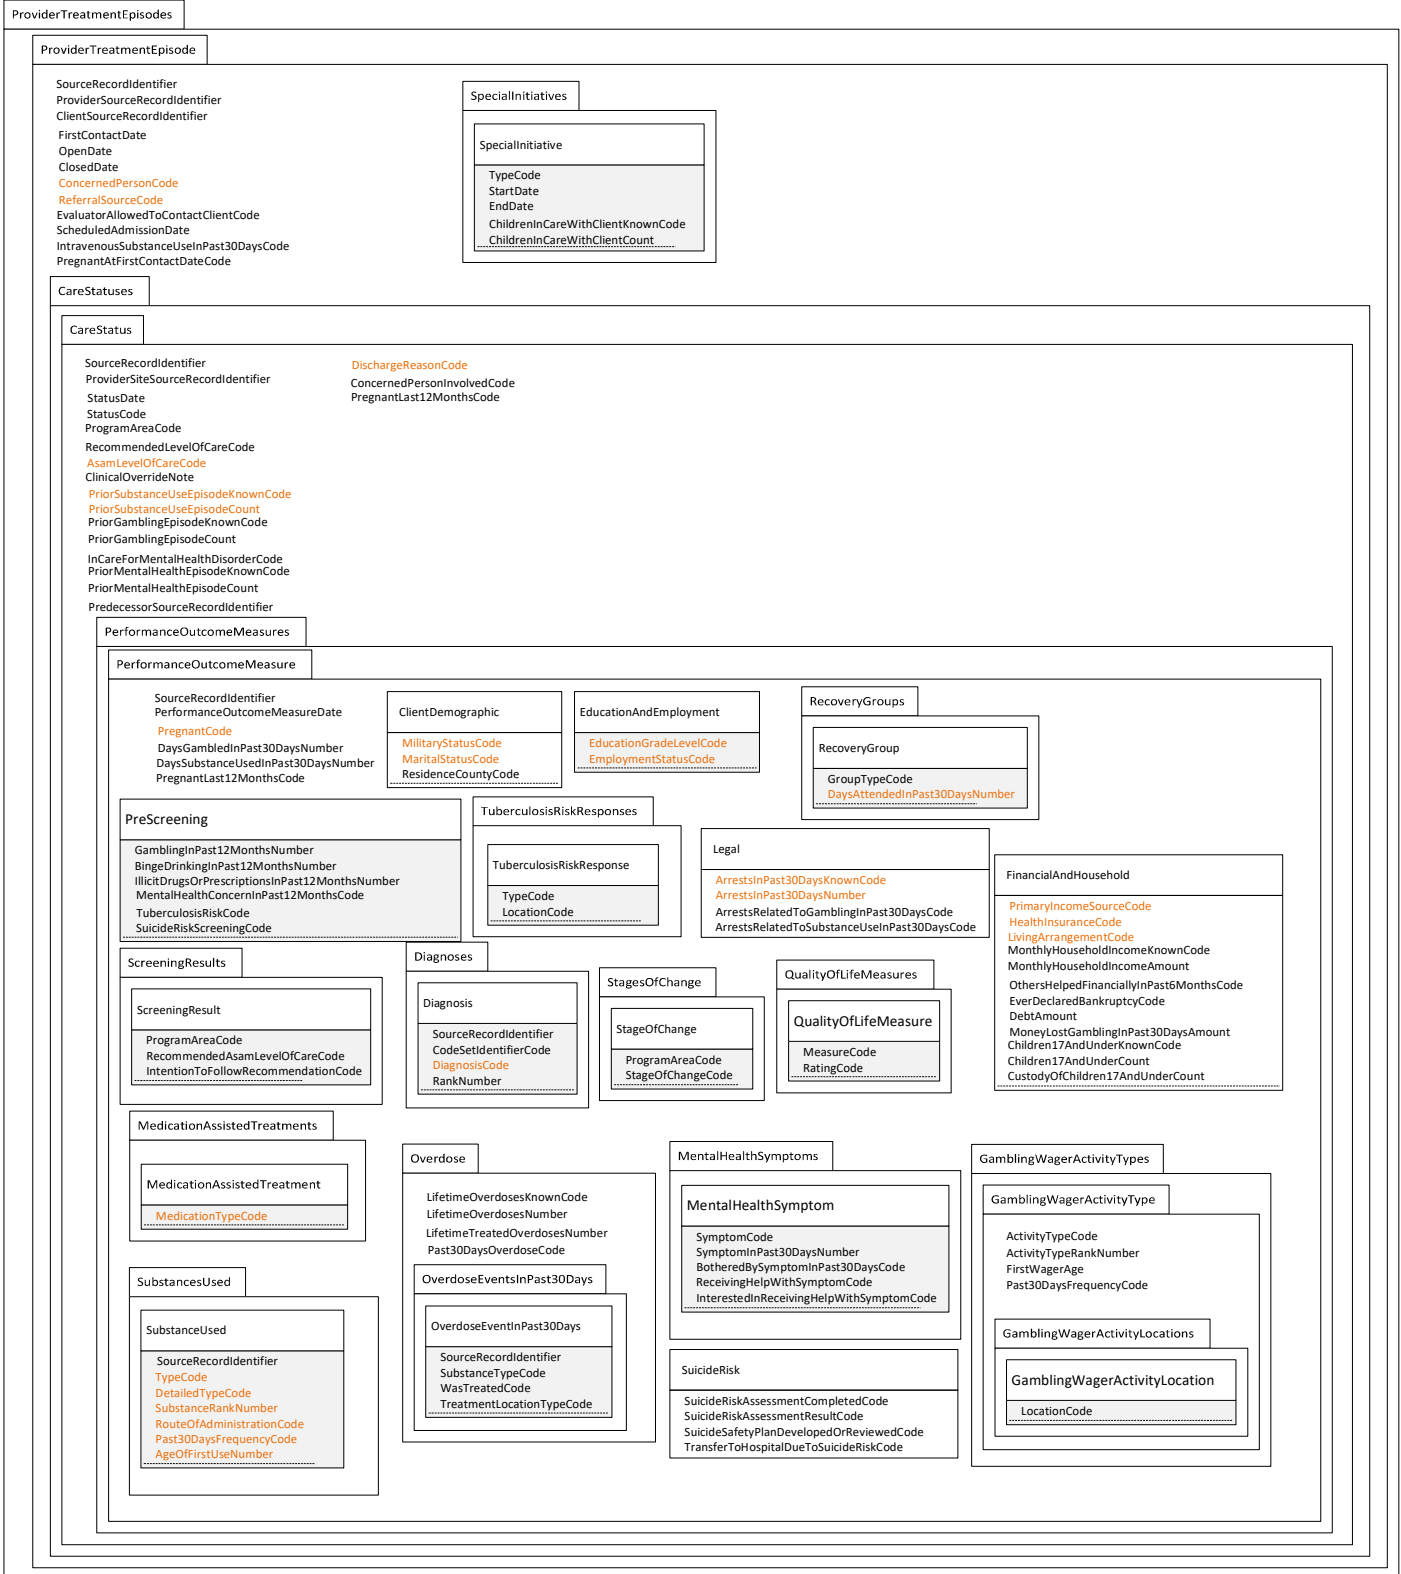 ProviderTreatmentEpisodes
ProviderTreatmentEpisode
SourceRecordIdentifier
ProviderSourceRecordIdentifier
ClientSourceRecordIdentifier
FirstContactDate
OpenDate
ClosedDate
ConcernedPersonCode
ReferralSourceCode
EvaluatorAllowedToContactClientCode
ScheduledAdmissionDate
IntravenousSubstanceUseInPast30DaysCode
PregnantAtFirstContactDateCode
SpecialInitiatives
SpecialInitiative
TypeCode
StartDate
EndDate
ChildrenInCareWithClientKnownCode
ChildrenInCareWithClientCount
CareStatuses
CareStatus
SourceRecordIdentifier
ProviderSiteSourceRecordIdentifier
StatusDate
StatusCode
ProgramAreaCode
RecommendedLevelOfCareCode
AsamLevelOfCareCode
ClinicalOverrideNote
PriorSubstanceUseEpisodeKnownCode
PriorSubstanceUseEpisodeCount
PriorGamblingEpisodeKnownCode
PriorGamblingEpisodeCount
InCareForMentalHealthDisorderCode
PriorMentalHealthEpisodeKnownCode
PriorMentalHealthEpisodeCount
PredecessorSourceRecordIdentifier
DischargeReasonCode
ConcernedPersonInvolvedCode
PregnantLast12MonthsCode
PerformanceOutcomeMeasures
PerformanceOutcomeMeasure
SourceRecordIdentifier
PerformanceOutcomeMeasureDate
PregnantCode
DaysGambledInPast30DaysNumber
DaysSubstanceUsedInPast30DaysNumber
PregnantLast12MonthsCode
ClientDemographic
MilitaryStatusCode
MaritalStatusCode
ResidenceCountyCode
EducationAndEmployment
EducationGradeLevelCode
EmploymentStatusCode
RecoveryGroups
RecoveryGroup
GroupTypeCode
DaysAttendedInPast30DaysNumber
PreScreening
GamblingInPast12MonthsNumber
BingeDrinkingInPast12MonthsNumber
IllicitDrugsOrPrescriptionsInPast12MonthsNumber
MentalHealthConcernInPast12MonthsCode
TuberculosisRiskCode
SuicideRiskScreeningCode
TuberculosisRiskResponses
TuberculosisRiskResponse
TypeCode
LocationCode
Legal
ArrestsInPast30DaysKnownCode
ArrestsInPast30DaysNumber
ArrestsRelatedToGamblingInPast30DaysCode
ArrestsRelatedToSubstanceUseInPast30DaysCode
FinancialAndHousehold
PrimaryIncomeSourceCode
HealthInsuranceCode
LivingArrangementCode
MonthlyHouseholdIncomeKnownCode
MonthlyHouseholdIncomeAmount
OthersHelpedFinanciallyInPast6MonthsCode
EverDeclaredBankruptcyCode
DebtAmount
MoneyLostGamblingInPast30DaysAmount
Children17AndUnderKnownCode
Children17AndUnderCount
CustodyOfChildren17AndUnderCount
ScreeningResults
ScreeningResult
ProgramAreaCode
RecommendedAsamLevelOfCareCode
IntentionToFollowRecommendationCode
Diagnoses
Diagnosis
SourceRecordIdentifier
CodeSetIdentifierCode
DiagnosisCode
RankNumber
StagesOfChange
StageOfChange
ProgramAreaCode
StageOfChangeCode
QualityOfLifeMeasures
QualityOfLifeMeasure
MeasureCode
RatingCode
MedicationAssistedTreatments
MedicationAssistedTreatment
MedicationTypeCode
Overdose
LifetimeOverdosesKnownCode
LifetimeOverdosesNumber
LifetimeTreatedOverdosesNumber
Past30DaysOverdoseCode
OverdoseEventsInPast30Days
OverdoseEventInPast30Days
SourceRecordIdentifier
SubstanceTypeCode
WasTreatedCode
TreatmentLocationTypeCode
MentalHealthSymptoms
MentalHealthSymptom
SymptomCode
SymptomInPast30DaysNumber
BotheredBySymptomInPast30DaysCode
ReceivingHelpWithSymptomCode
InterestedInReceivingHelpWithSymptomCode
GamblingWagerActivityTypes
GamblingWagerActivityType
ActivityTypeCode
ActivityTypeRankNumber
FirstWagerAge
Past30DaysFrequencyCode
GamblingWagerActivityLocations
GamblingWagerActivityLocation
LocationCode
SubstancesUsed
SubstanceUsed
SourceRecordIdentifier
TypeCode
DetailedTypeCode
SubstanceRankNumber
RouteOfAdministrationCode
Past30DaysFrequencyCode
AgeOfFirstUseNumber
SuicideRisk
SuicideRiskAssessmentCompletedCode
SuicideRiskAssessmentResultCode
SuicideSafetyPlanDevelopedOrReviewedCode
TransferToHospitalDueToSuicideRiskCode